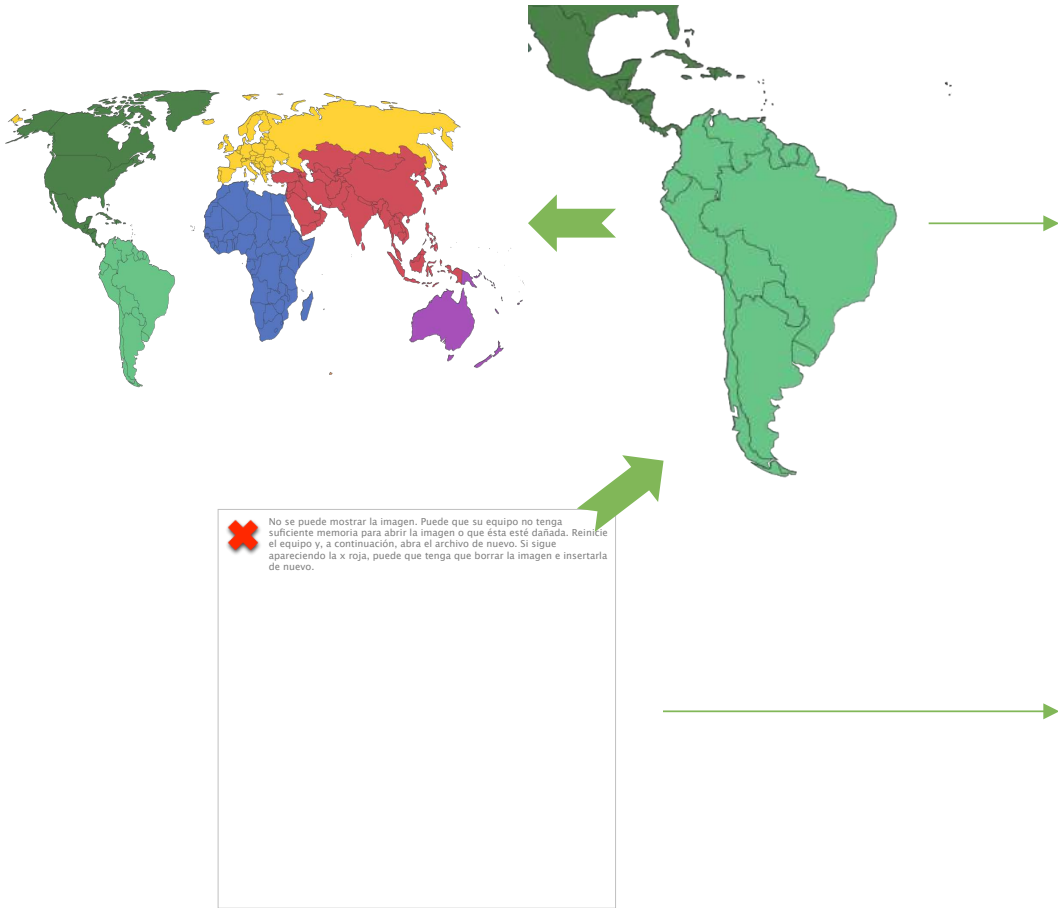 No se puede mostrar la imagen. Puede que su equipo no tenga
suficiente memoria para abrir la imagen o que ésta esté dañada. Reinicie
el equipo y, a continuación, abra el archivo de nuevo. Si sigue
apareciendo la x roja, puede que tenga que borrar la imagen e insertarla
de nuevo.